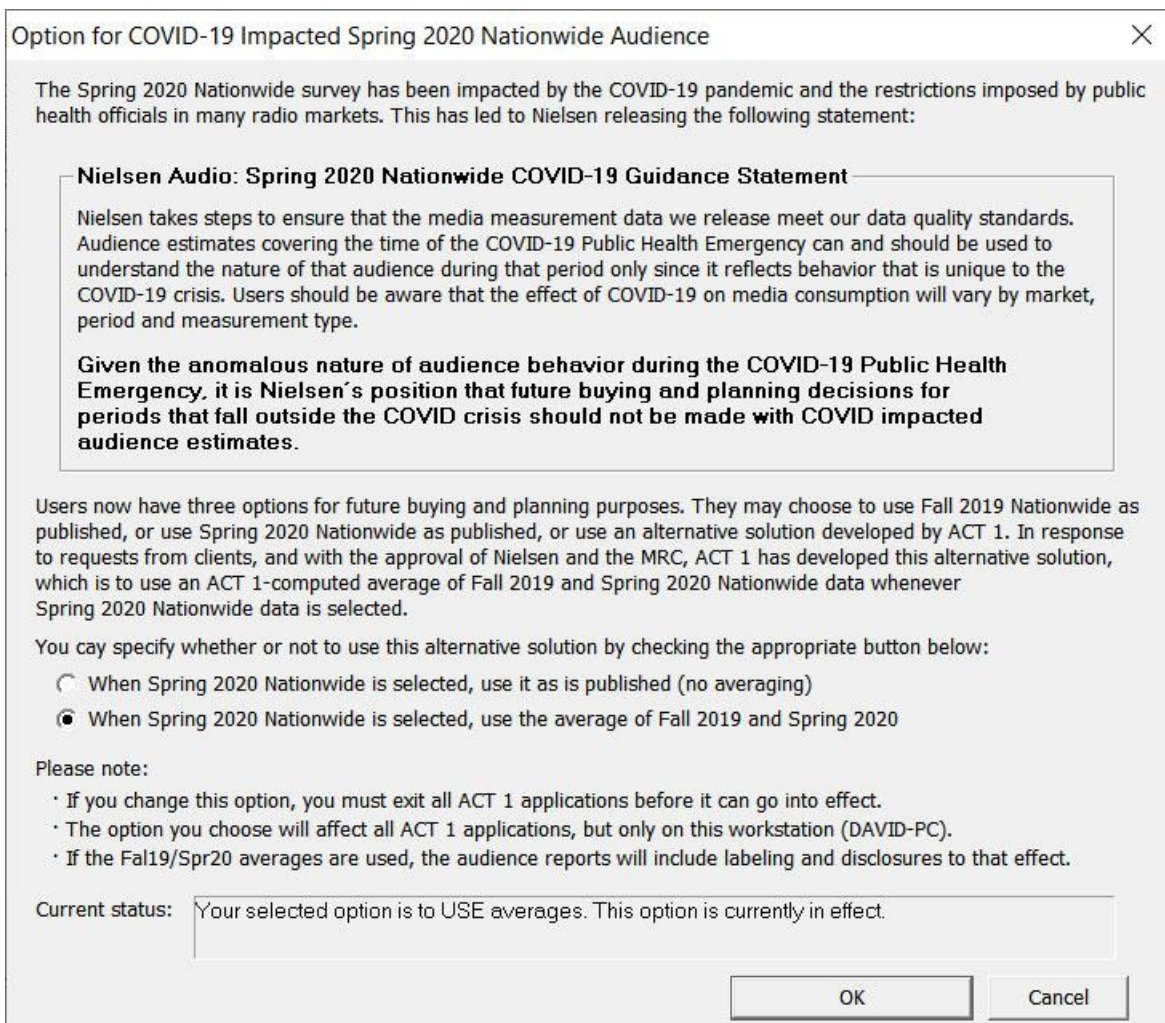 Option for COVID-19 Impacted Spring 2020 Nationwide Audience
The Spring 2020 Nationwide survey has been impacted by the COVID-19 pandemic and the restrictions imposed by public
health officials in many radio markets. This has led to Nielsen releasing the following statement:
Nielsen Audio: Spring 2020 Nationwide COVID-19 Guidance Statement
Nielsen takes steps to ensure that the media measurement data we release meet our data quality standards.
Audience estimates covering the time of the COVID-19 Public Health Emergency can and should be used to
understand the nature of that audience during that period only since it reflects behavior that is unique to the
COVID-19 crisis. Users should be aware that the effect of COVID-19 on media consumption will vary by market,
period and measurement type.
Given the anomalous nature of audience behavior during the COVID-19 Public Health
Emergency, it is Nielsen´s position that future buying and planning decisions for
periods that fall outside the COVID crisis should not be made with COVID impacted
audience estimates.
Users now have three options for future buying and planning purposes. They may choose to use Fall 2019 Nationwide as
published, or use Spring 2020 Nationwide as published, or use an alternative solution developed by ACT 1. In response
to requests from clients, and with the approval of Nielsen and the MRC, ACT 1 has developed this alternative solution,
which is to use an ACT 1-computed average of Fall 2019 and Spring 2020 Nationwide data whenever
Spring 2020 Nationwide data is selected.
You cay specify whether or not to use this alternative solution by checking the appropriate button below:
When Spring 2020 Nationwide is selected, use it as is published (no averaging)
When Spring 2020 Nationwide is selected, use the average of Fall 2019 and Spring 2020
Please note:
· If you change this option, you must exit all ACT 1 applications before it can go into effect.
· The option you choose will affect all ACT 1 applications, but only on this workstation (DAVID-PC).
· If the Fal19/Spr20 averages are used, the audience reports will include labeling and disclosures to that effect.
Current status: Your selected option is to USE averages. This option is currently in effect.
OK Cancel